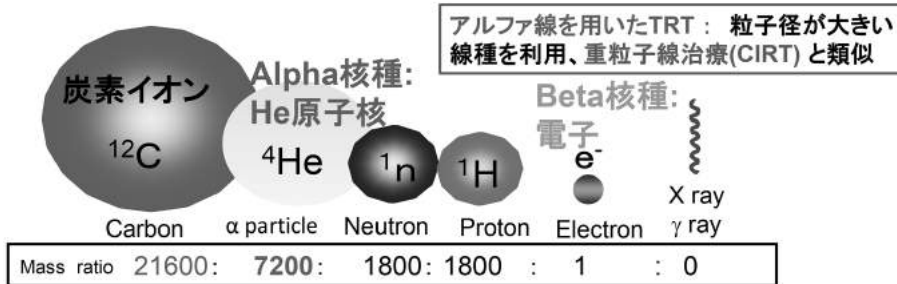 アルファ線を用いたTRT： 粒子径が大きい
線種を利用、重粒子線治療(CIRT) と類似
炭素イオン
¹²C
Alpha核種:
He原子核
⁴He
¹n
¹H
Beta核種:
電子
e⁻
X ray
Carbon α particle Neutron Proton Electron γ ray
Mass ratio 21600: 7200: 1800: 1800 : 1 : 0